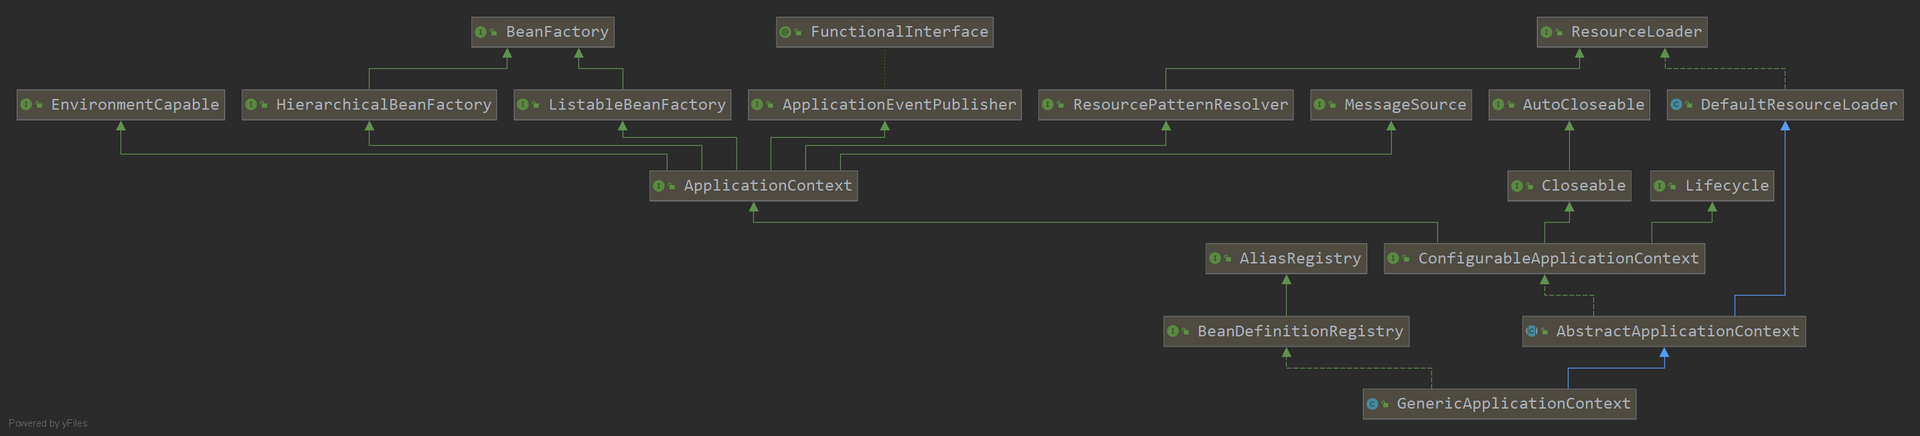 BeanFactory
FunctionalInterface
ResourceLoader
EnvironmentCapable
HierarchicalBeanFactory
ListableBeanFactory
ApplicationEventPublisher
ResourcePatternResolver
MessageSource
AutoCloseable
DefaultResourceLoader
ApplicationContext
Closeable
Lifecycle
AliasRegistry
ConfigurableApplicationContext
BeanDefinitionRegistry
AbstractApplicationContext
GenericApplicationContext
Powered by yFiles